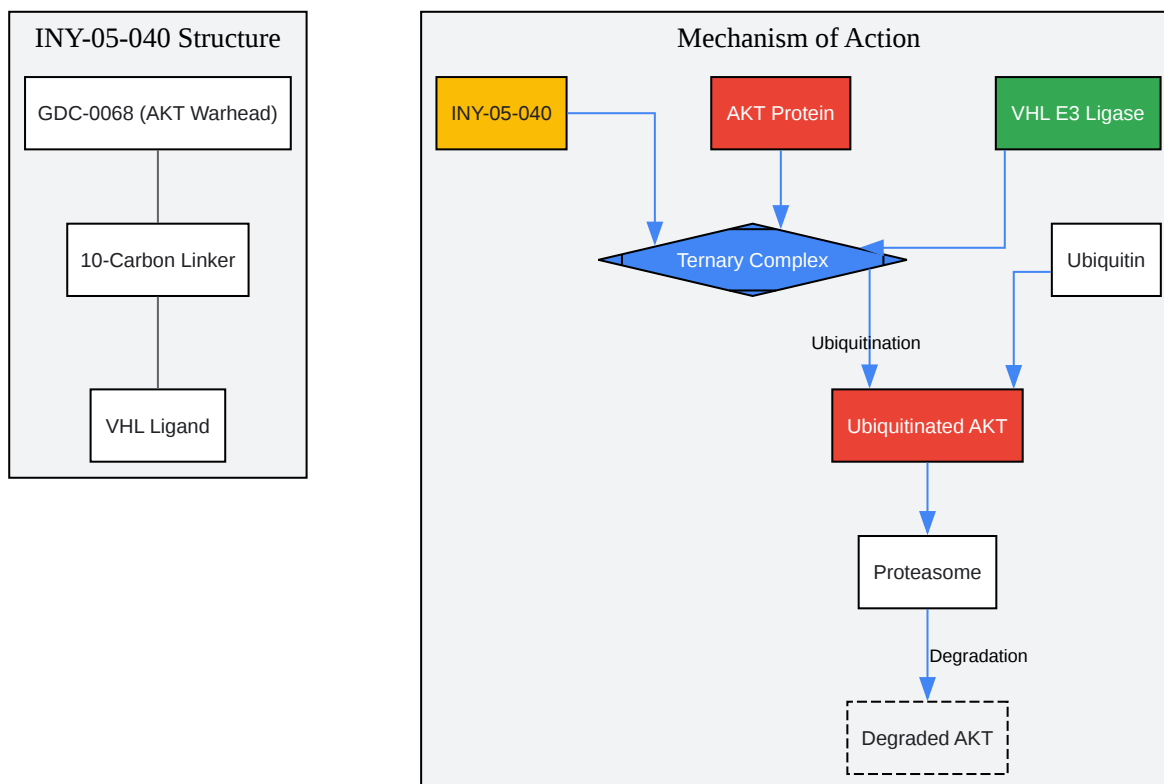 INY-05-040 Structure
GDC-0068 (AKT Warhead)
10-Carbon Linker
VHL Ligand
Mechanism of Action
INY-05-040
AKT Protein
VHL E3 Ligase
Ternary Complex
Ubiquitin
Ubiquitination
Ubiquitinated AKT
Proteasome
Degradation
Degraded AKT